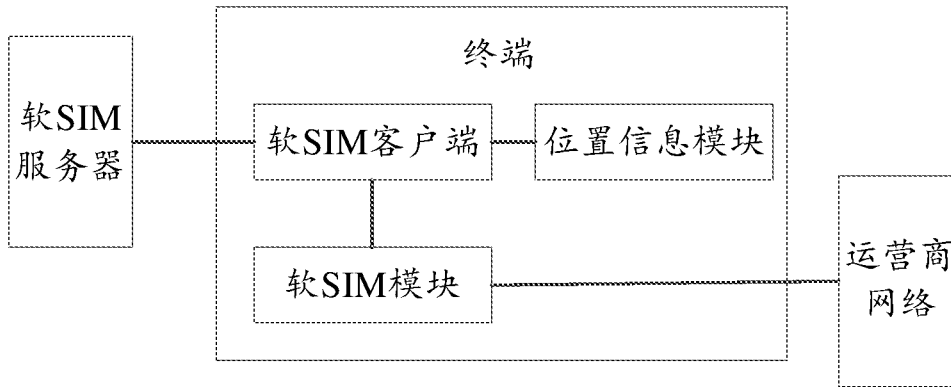 终端
软SIM
服务器
软SIM客户端
位置信息模块
软SIM模块
运营商
网络